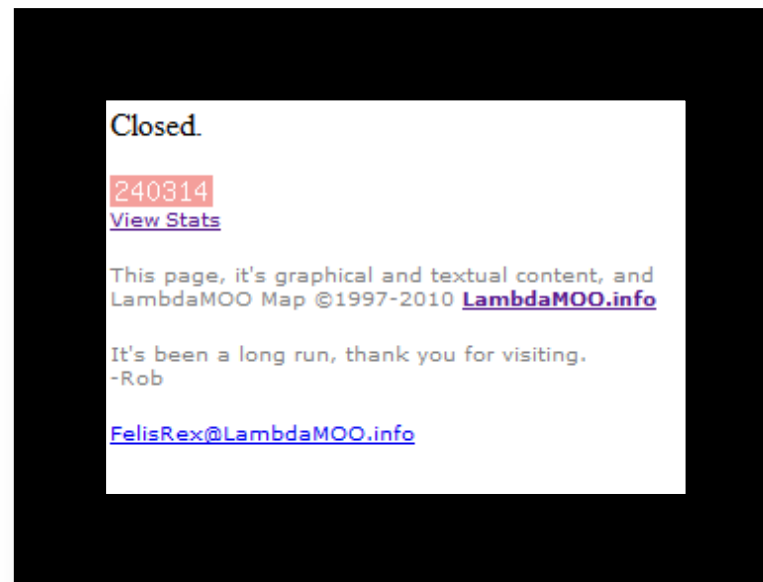 Closed.
240314
View Stats
This page, it's graphical and textual content, and
LambdaMOO Map ©1997-2010 LambdaMOO.info
It's been a long run, thank you for visiting.
-Rob
FelisRex@LambdaMOO.info